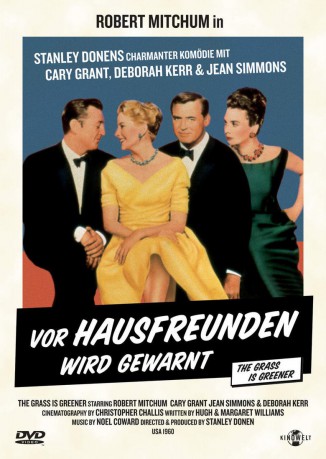 ROBERT MITCHUM in
STANLEY DONENS CHARMANTER KOMÖDIE MIT
CARY GRANT, DEBORAH KERR & JEAN SIMMONS
VOR HAUSFREUNDEN
WIRD GEWARNT
THE GRASS
IS GREENER
THE GRASS IS GREENER STARRING ROBERT MITCHUM CARY GRANT JEAN SIMMONS & DEBORAH KERR
CINEMATOGRAPHY BY CHRISTOPHER CHALLIS WRITTEN BY HUGH & MARGARET WILLIAMS
MUSIC BY NOEL COWARD DIRECTED & PRODUCED BY STANLEY DONEN
USA 1960
DVD
VIDEO
KINOWELT